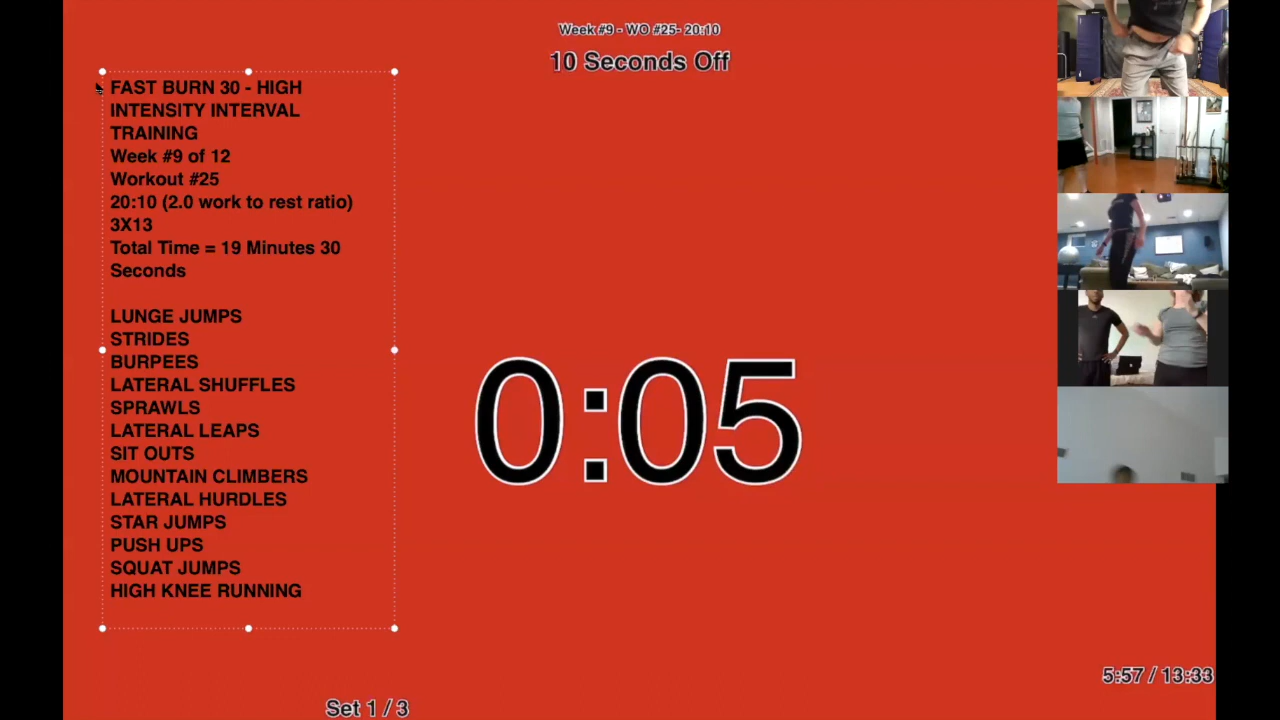 Week #9 - WO #25- 20:10
10 Seconds Off
FAST BURN 30 - HIGH
INTENSITY INTERVAL
TRAINING
Week #9 of 12
Workout #25
20:10 (2.0 work to rest ratio)
3X13
Total Time = 19 Minutes 30
Seconds
LUNGE JUMPS
STRIDES
BURPEES
LATERAL SHUFFLES
SPRAWLS
LATERAL LEAPS
SIT OUTS
MOUNTAIN CLIMBERS
LATERAL HURDLES
STAR JUMPS
PUSH UPS
SQUAT JUMPS
HIGH KNEE RUNNING
0:05
5:57 / 13:33
Set 1 / 3